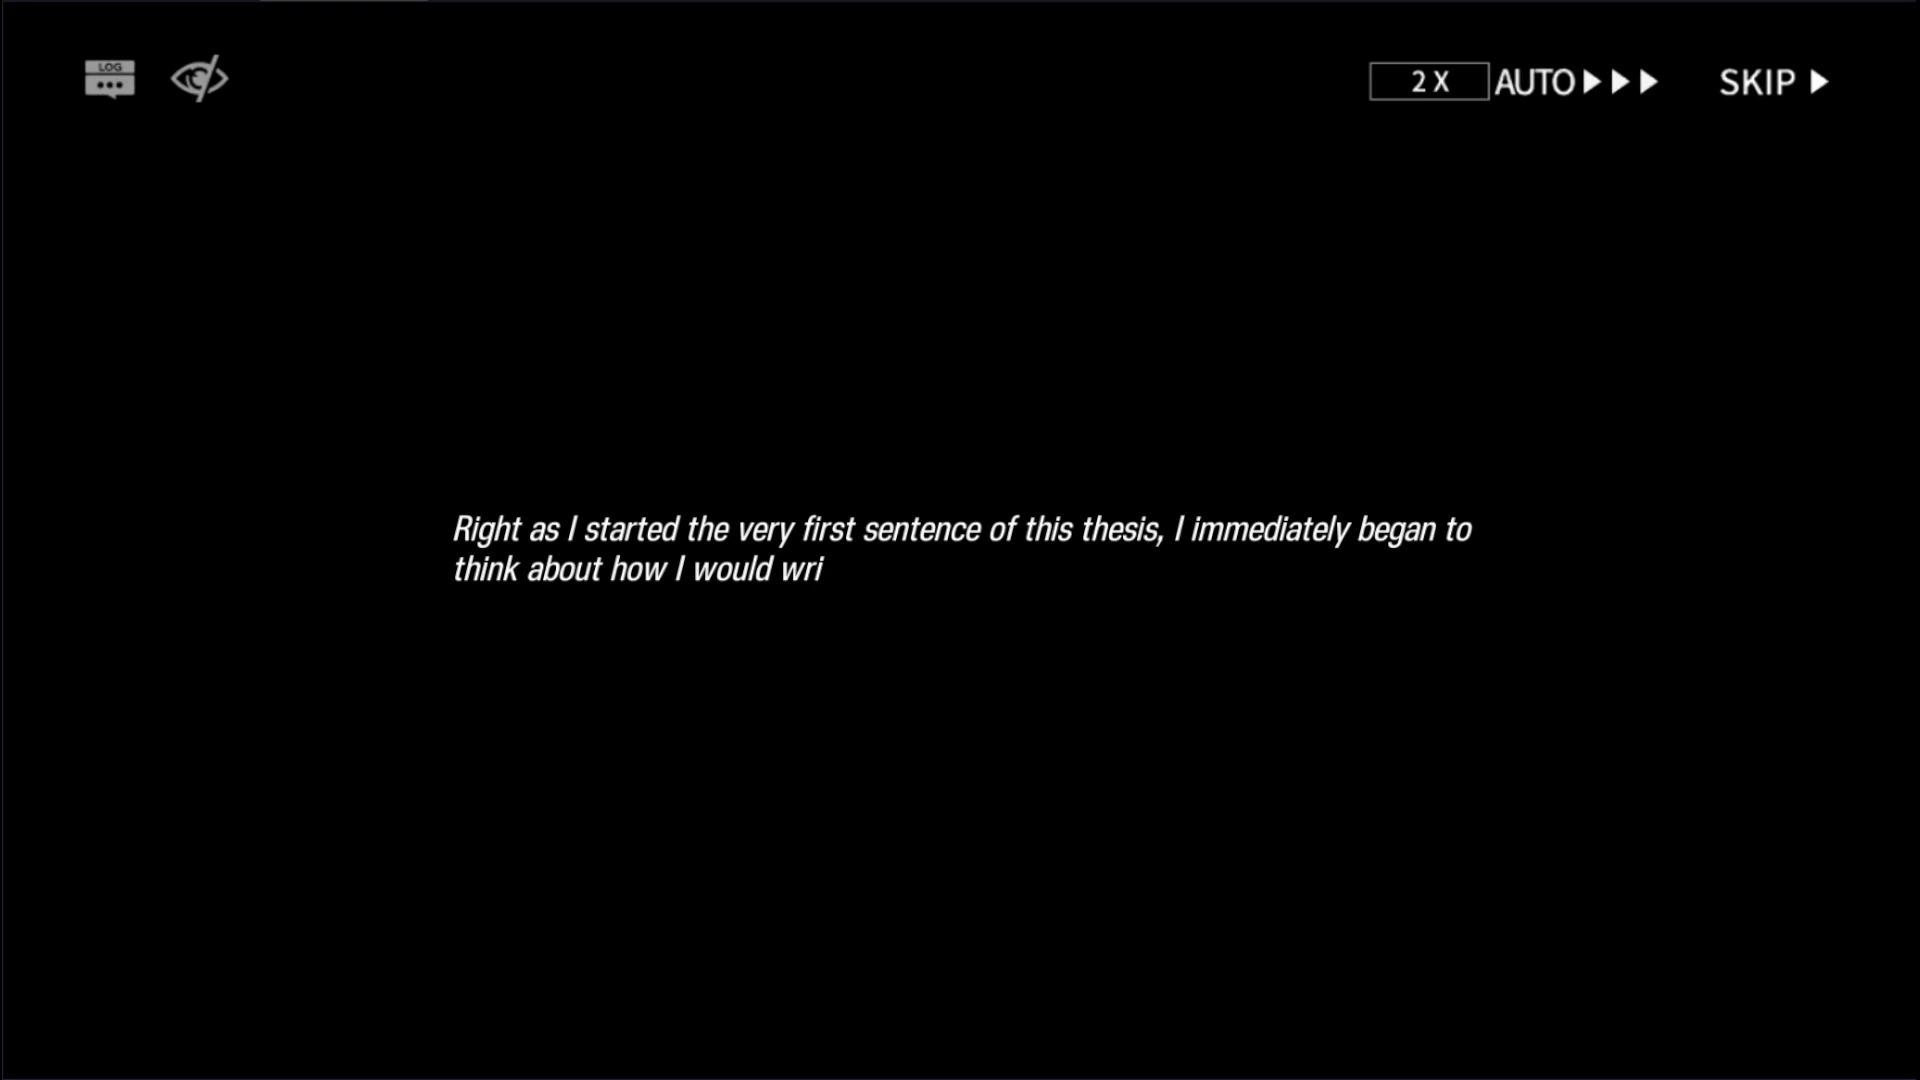 LOG
2 X AUTO SKIP
Right as I started the very first sentence of this thesis, I immediately began to
think about how I would wri